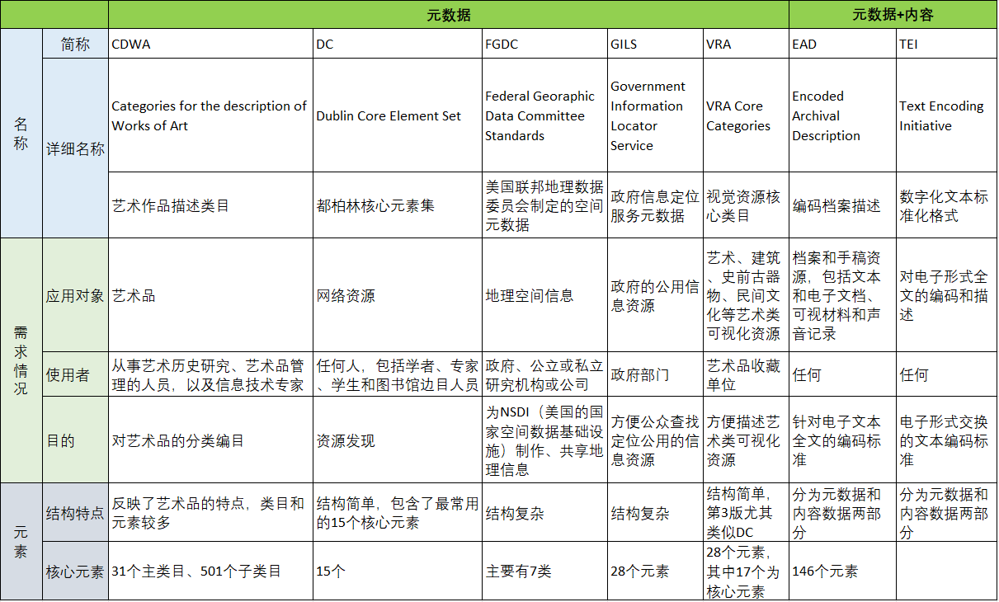 元数据
元数据+内容
名
称
简称
CDWA
DC
FGDC
GILS
VRA
EAD
TEI
详细名称
Categories for the description of
Works of Art
Dublin Core Element Set
Federal Georaphic
Data Committee
Standards
Government
Information
Locator
Service
VRA Core
Categories
Encoded
Archival
Description
Text Encoding
Initiative
艺术作品描述类目
都柏林核心元素集
美国联邦地理数据
委员会制定的空间
元数据
政府信息定位
服务元数据
视觉资源核
心类目
编码档案描述
数字化文本标
准化格式
需
求
情
况
应用对象
艺术品
网络资源
地理空间信息
政府的公用信
息资源
艺术、建筑
、史前古器
物、民间文
化等艺术类
可视化资源
档案和手稿资
源，包括文本
和电子文档、
可视材料和声
音记录
对电子形式全
文的编码和描
述
使用者
从事艺术历史研究、艺术品管
理的人员，以及信息技术专家
任何人，包括学者、专家
、学生和图书馆边目人员
政府、公立或私立
研究机构或公司
政府部门
艺术品收藏
单位
任何
任何
目的
对艺术品的分类编目
资源发现
为NSDI（美国的国
家空间数据基础设
施）制作、共享地
理信息
方便公众查找
定位公用的信
息资源
方便描述艺
术类可视化
资源
针对电子文本
全文的编码标
准
电子形式交换
的文本编码标
准
元
素
结构特点
反映了艺术品的特点，类目和
元素较多
结构简单，包含了最常用
的15个核心元素
结构复杂
结构复杂
结构简单，
第3版尤其
类似DC
分为元数据和
内容数据两部
分
分为元数据和
内容数据两部
分
核心元素
31个主类目、501个子类目
15个
主要有7类
28个元素
28个元素，
其中17个为
核心元素
146个元素